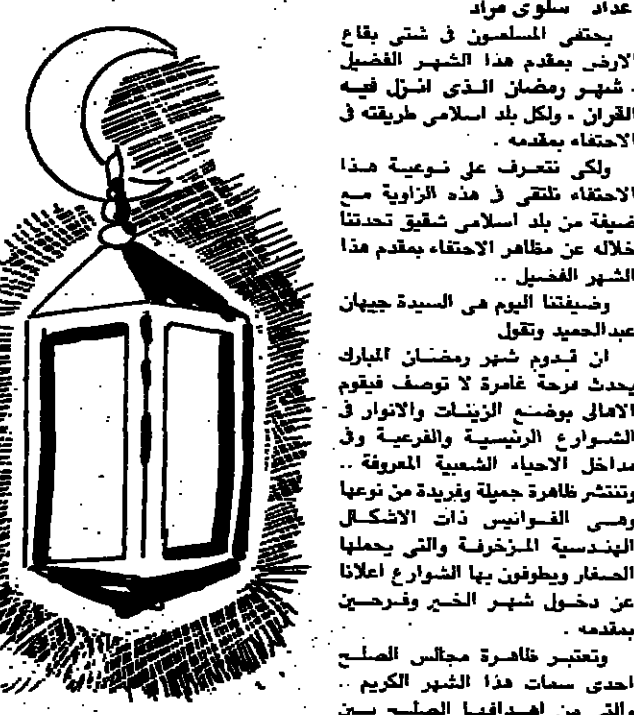 عداد سلوى مراد
يحتفى المسلمون فى شتى بقاع
الارض بمقدم هذا الشهر الفضيل
. شهر رمضان الذى انزل فيه
القران . ولكل بلد اسلامى طريقته فى
الاحتفاء بمقدمه .
ولكى نتعرف على نوعية هذا
الاحتفاء نلتقى فى هذه الزاوية مع
ضيفة من بلد اسلامى شقيق تحدثنا
خلاله عن مظاهر الاحتفاء بمقدم هذا
الشهر الفضيل ..
وضيفتنا اليوم هى السيدة جيهان
عبدالحميد وتقول
ان قدوم شهر رمضان المبارك
يحدث فرحة غامرة لا توصف فيقوم
الاهالى بوضع الزينات والانوار فى
الشوارع الرئيسية والفرعية وفى
مداخل الاحياء الشعبية المعروفة ..
وتنتشر ظاهرة جميلة وفريدة من نوعها
وهى الفوانيس ذات الاشكال
الهندسية المزخرفة والتى يحملها
الصغار ويطوفون بها الشوارع اعلانا
عن دخول شهر الخير وفرحين
بمقدمه .
وتعتبر ظاهرة مجالس الصلح
احدى سمات هذا الشهر الكريم ..
والتى من اهدافها الصلح بين